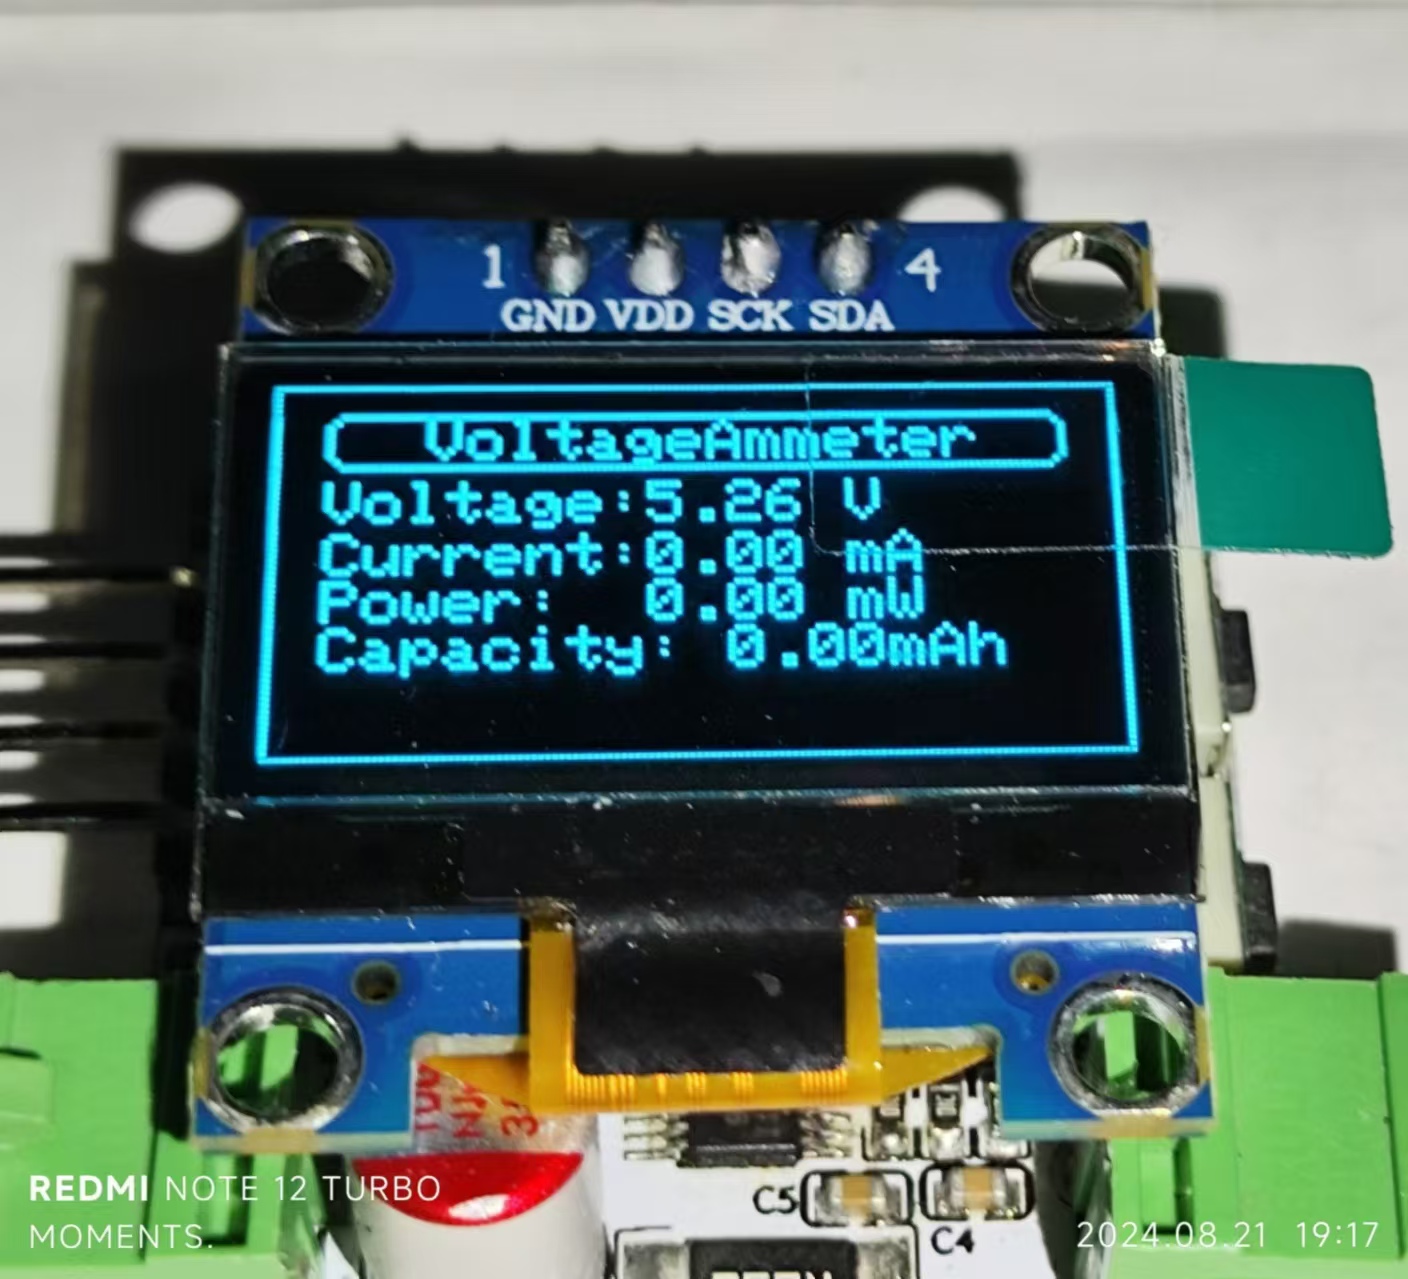 1 4
GND VDD SCK SDA
VoltageAmmeter
Voltage:5.26 V
Current:0.00 mA
Power: 0.00 mW
Capacity: 0.00mAh
C5
C4
REDMI NOTE 12 TURBO
MOMENTS.
2024.08.21 19:17